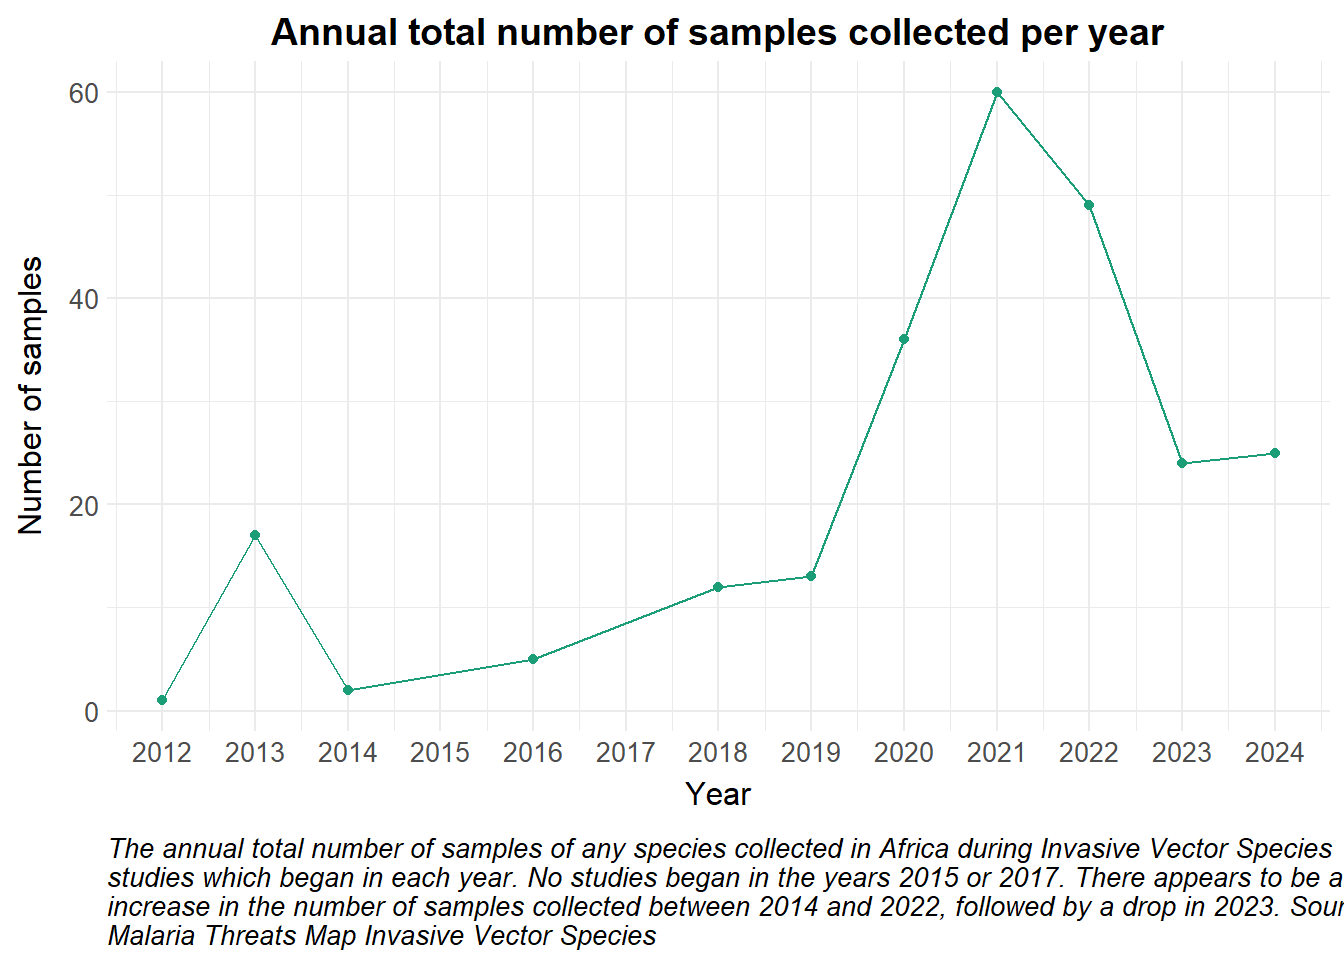 Annual total number of samples collected per year
60
40
20
0
Number of samples
2012 2013 2014 2015 2016 2017 2018 2019 2020 2021 2022 2023 2024
Year
The annual total number of samples of any species collected in Africa during Invasive Vector Species
studies which began in each year. No studies began in the years 2015 or 2017. There appears to be a
increase in the number of samples collected between 2014 and 2022, followed by a drop in 2023.
Malaria Threats Map Invasive Vector Species